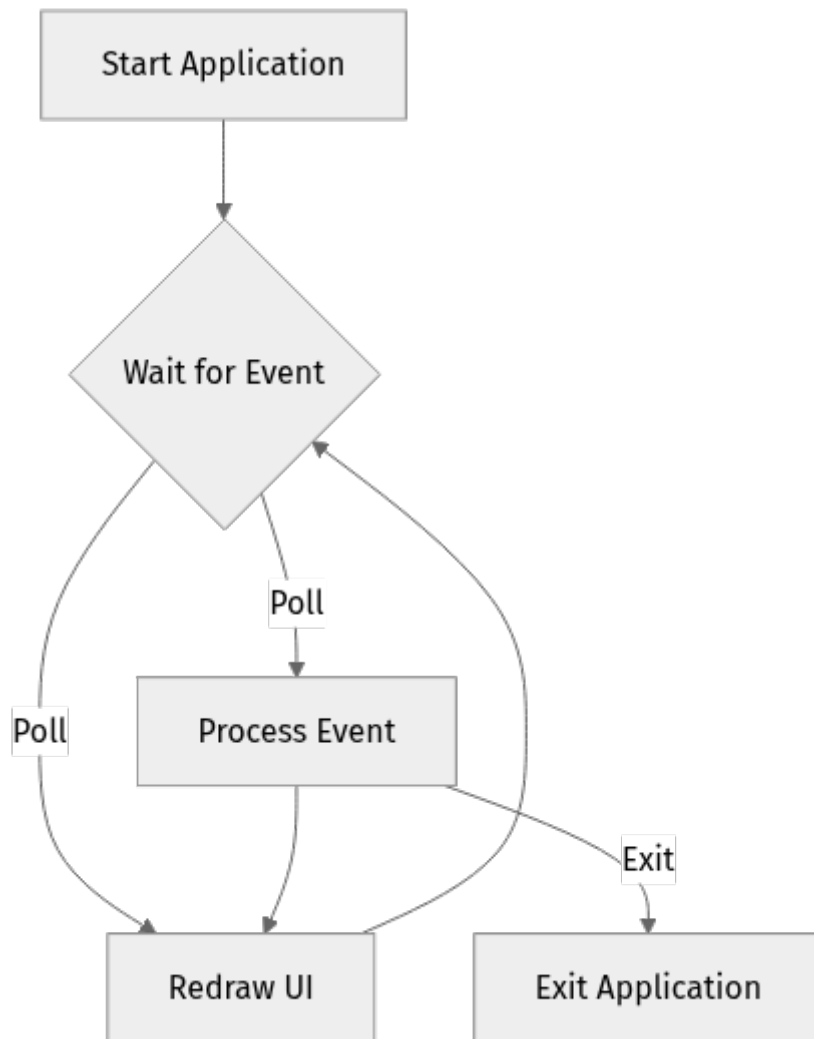 Start Application
Wait for Event
Poll
Process Event
Poll
Exit
Redraw UI
Exit Application